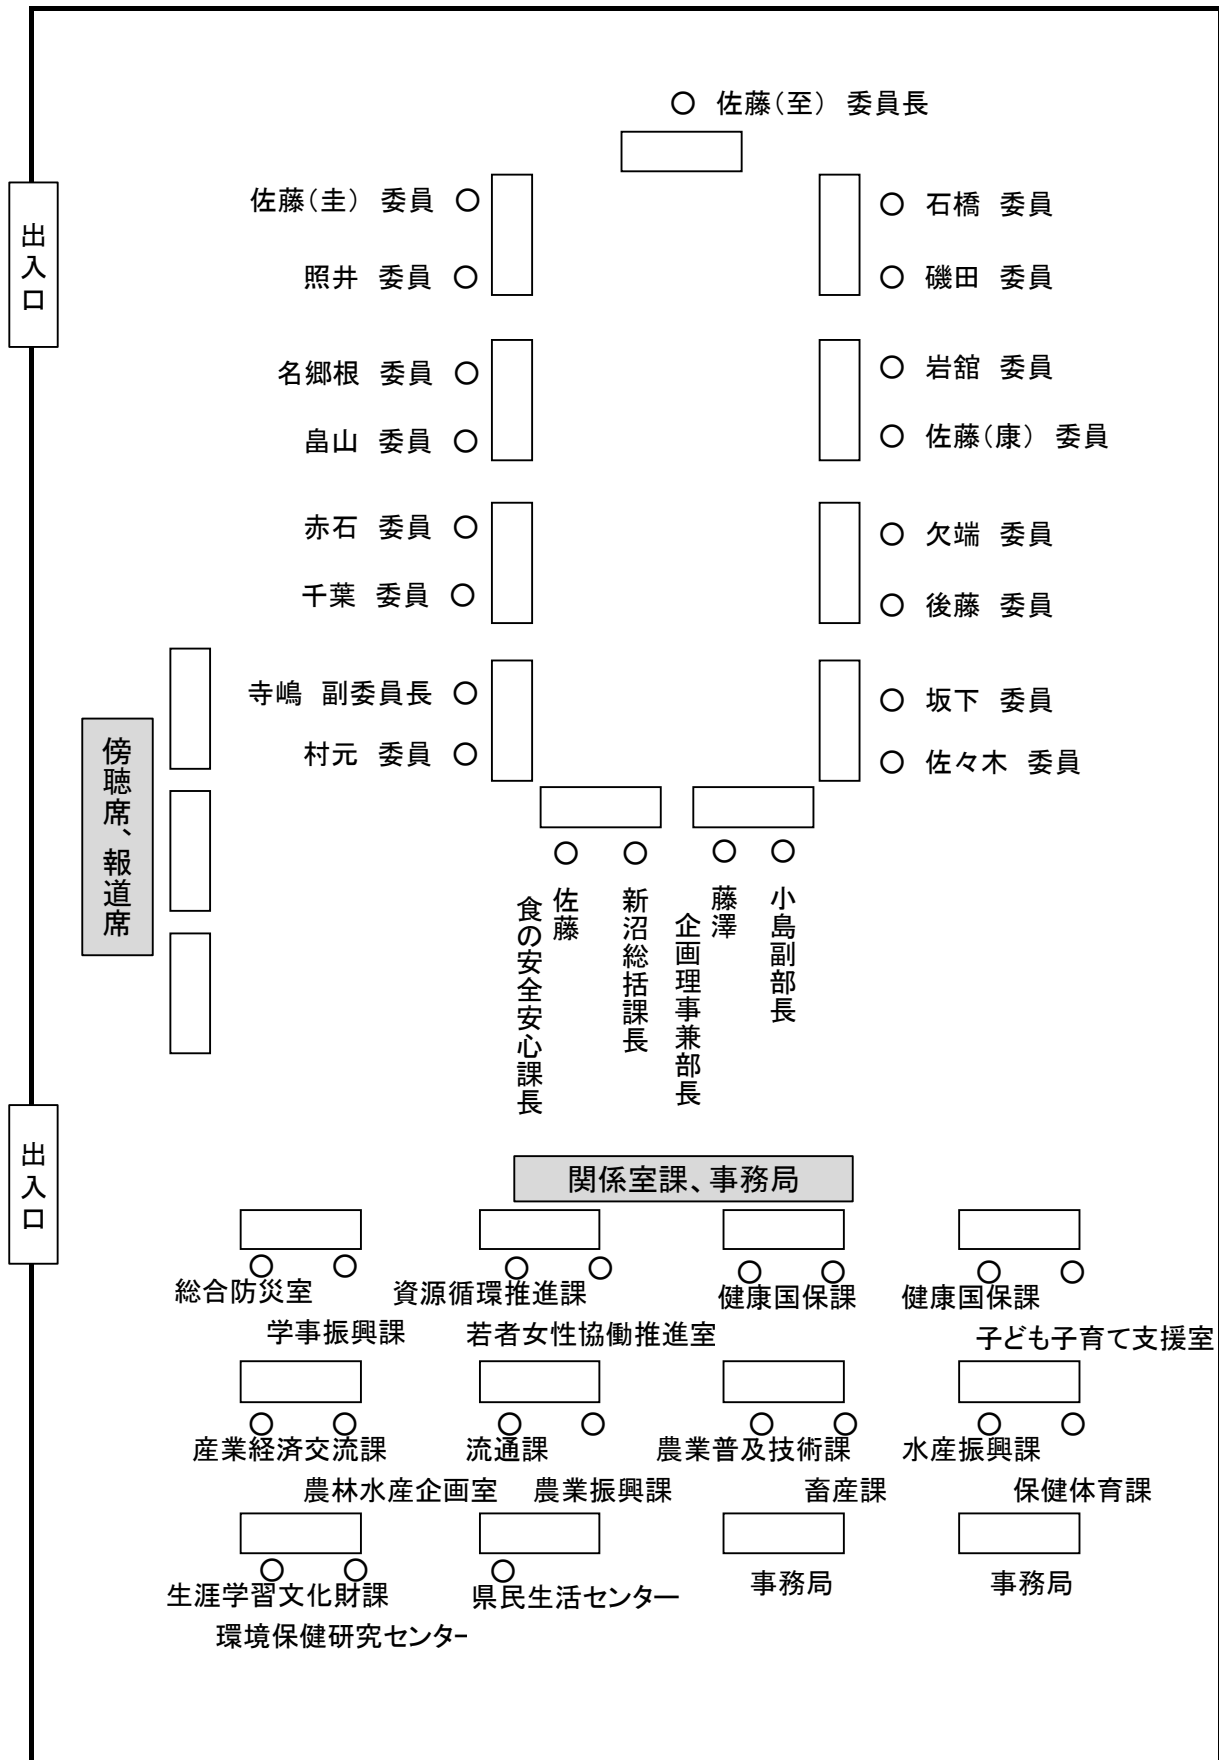 ○ 佐藤(至) 委員長
佐藤(圭) 委員 ○
○ 石橋 委員
出入口
照井 委員 ○
○ 磯田 委員
名郷根 委員 ○
○ 岩舘 委員
畠山 委員 ○
○ 佐藤(康) 委員
赤石 委員 ○
○ 欠端 委員
千葉 委員 ○
○ 後藤 委員
寺嶋 副委員長 ○
○ 坂下 委員
村元 委員 ○
○ 佐々木 委員
傍聴席、報道席
○ ○ ○ ○
小島副部長
藤澤
企画理事兼部長
新沼総括課長
佐藤
食の安全安心課長
出入口
関係室課、事務局
総合防災室
資源循環推進課
健康国保課
健康国保課
学事振興課
若者女性協働推進室
子ども子育て支援室
産業経済交流課
流通課
農業普及技術課
水産振興課
農林水産企画室
農業振興課
畜産課
保健体育課
生涯学習文化財課
県民生活センター
事務局
事務局
環境保健研究センター